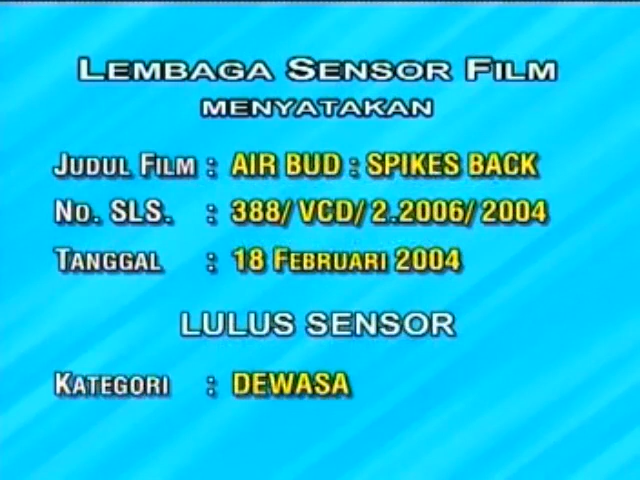 LEMBAGA SENSOR FILM
MENYATAKAN
JUDUL FILM : AIR BUD : SPIKES BACK
NO. SLS. : 388/ VCD/ 2.2006/ 2004
TANGGAL : 18 FEBRUARI 2004
LULUS SENSOR
KATEGORI : DEWASA